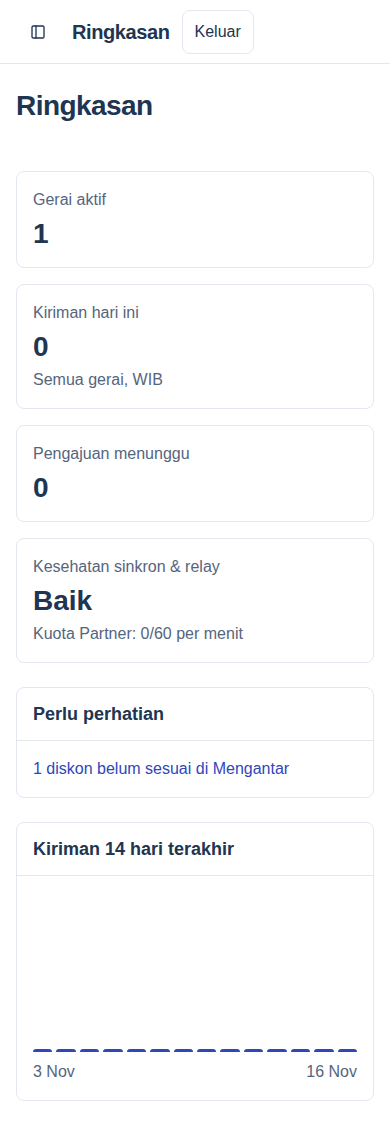 Ringkasan
Keluar
Ringkasan
Gerai aktif
1
Kiriman hari ini
0
Semua gerai, WIB
Pengajuan menunggu
0
Kesehatan sinkron & relay
Baik
Kuota Partner: 0/60 per menit
Perlu perhatian
1 diskon belum sesuai di Mengantar
Kiriman 14 hari terakhir
3 Nov
16 Nov